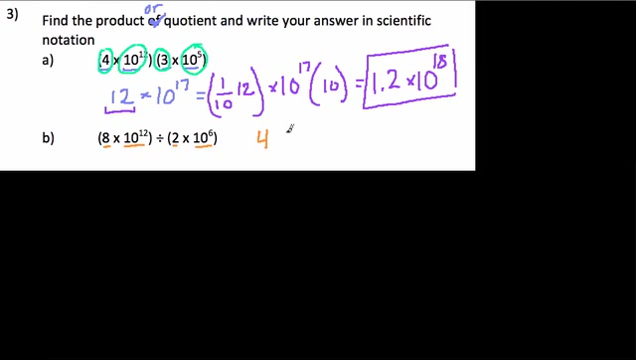 3) Find the product of quotient and write your answer in scientific
or
notation
a) (4 x 10¹²)(3 x 10⁵)
12 × 10¹⁷ = (1/10 12) × 10¹⁷ (10) = 1.2 × 10¹⁸
b) (8 x 10¹²) ÷ (2 x 10⁶) 4